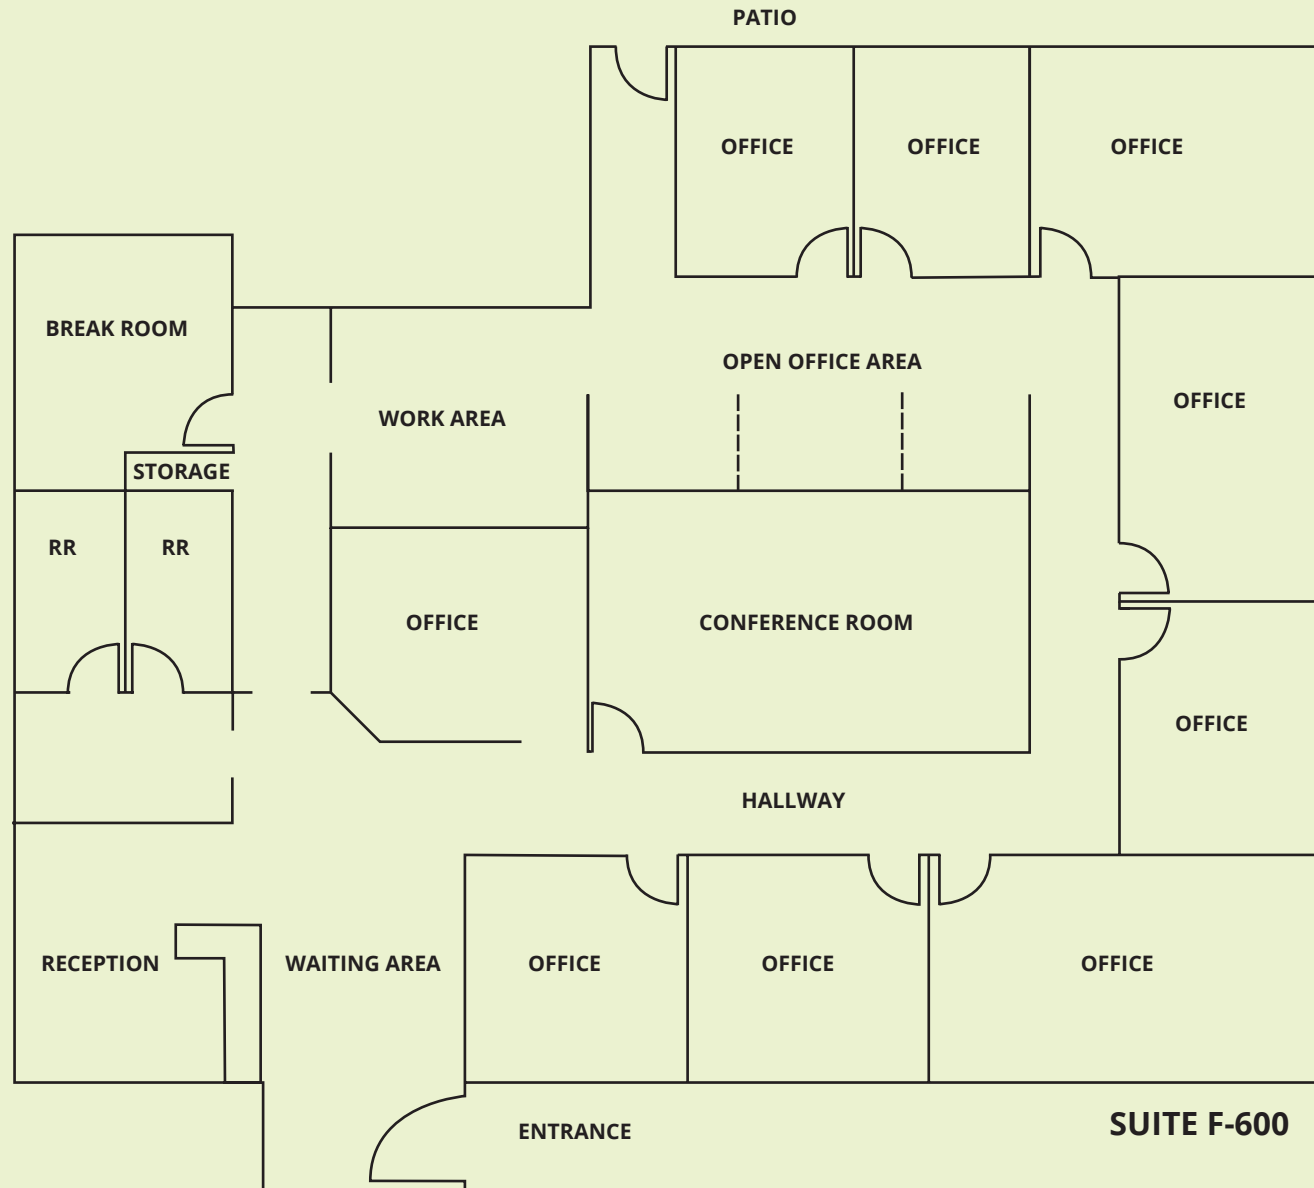 PATIO
OFFICE
OFFICE
OFFICE
BREAK ROOM
OPEN OFFICE AREA
OFFICE
WORK AREA
STORAGE
RR
RR
OFFICE
CONFERENCE ROOM
OFFICE
HALLWAY
RECEPTION
WAITING AREA
OFFICE
OFFICE
OFFICE
ENTRANCE
SUITE F-600